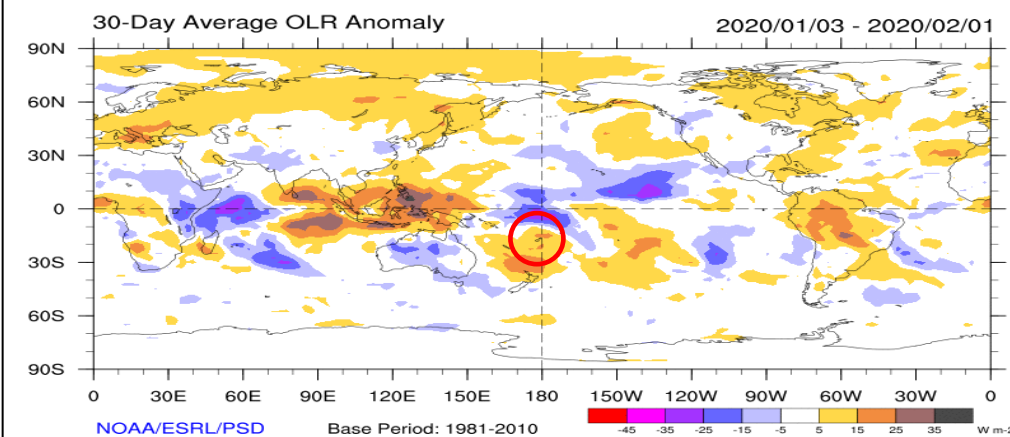 30-Day Average OLR Anomaly 2020/01/03 - 2020/02/01
90N
60N
30N
0
30S
60S
90S
0 30E 60E 90E 120E 150E 180 150W 120W 90W 60W 30W 0
-45 -35 -25 -15 -5 5 15 25 35 W m-2
NOAA/ESRL/PSD Base Period: 1981-2010